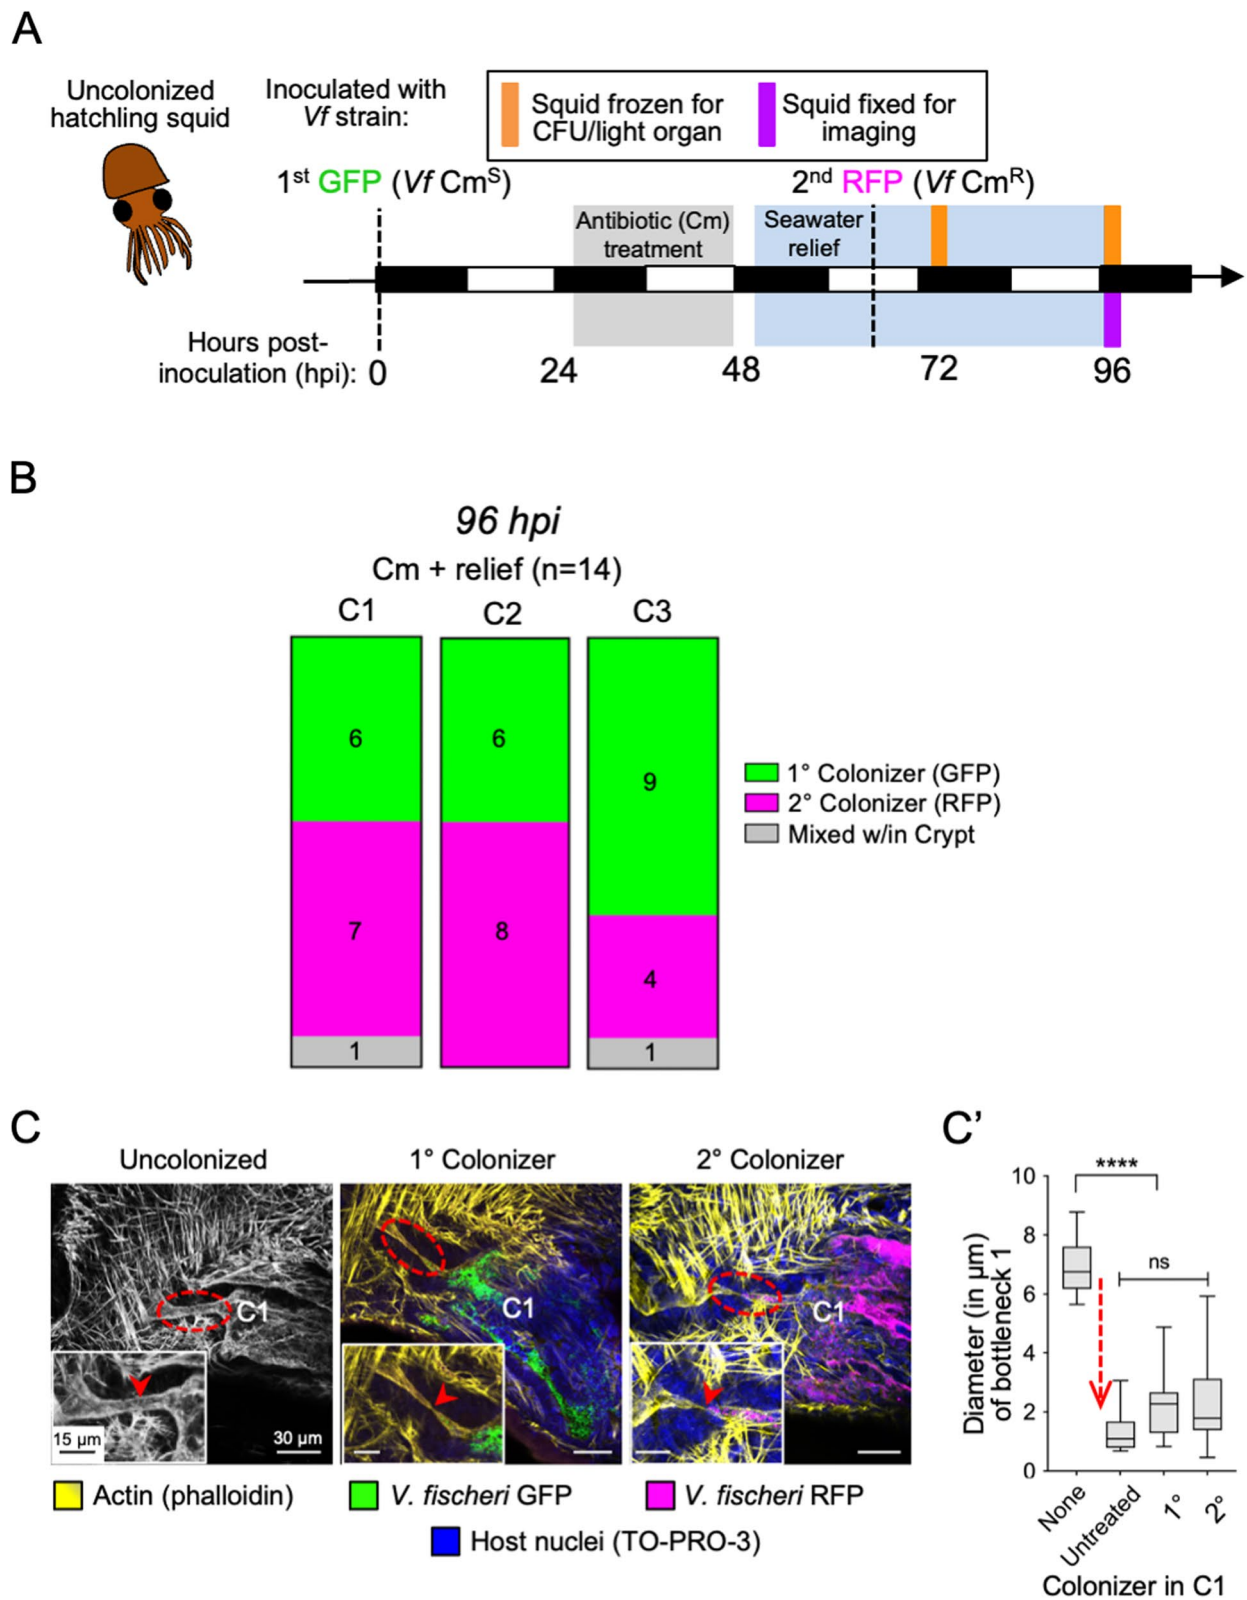 A
Uncolonized
hatchling squid
Inoculated with
Vf strain:
Squid frozen for
CFU/light organ
Squid fixed for
imaging
1st GFP (Vf CmS)
2nd RFP (Vf CmR)
Antibiotic (Cm)
treatment
Seawater
relief
Hours post-
inoculation (hpi): 0 24 48 72 96
B
96 hpi
Cm + relief (n=14)
C1 C2 C3
6 6 9
7 8 4
1 1
1° Colonizer (GFP)
2° Colonizer (RFP)
Mixed w/in Crypt
C
Uncolonized 1° Colonizer 2° Colonizer
C1 C1 C1
15 µm 30 µm
Actin (phalloidin) V. fischeri GFP V. fischeri RFP
Host nuclei (TO-PRO-3)
C’
Diameter (in µm)
of bottleneck 1
10
8
6
4
2
0
****
ns
None Untreated 1° 2°
Colonizer in C1